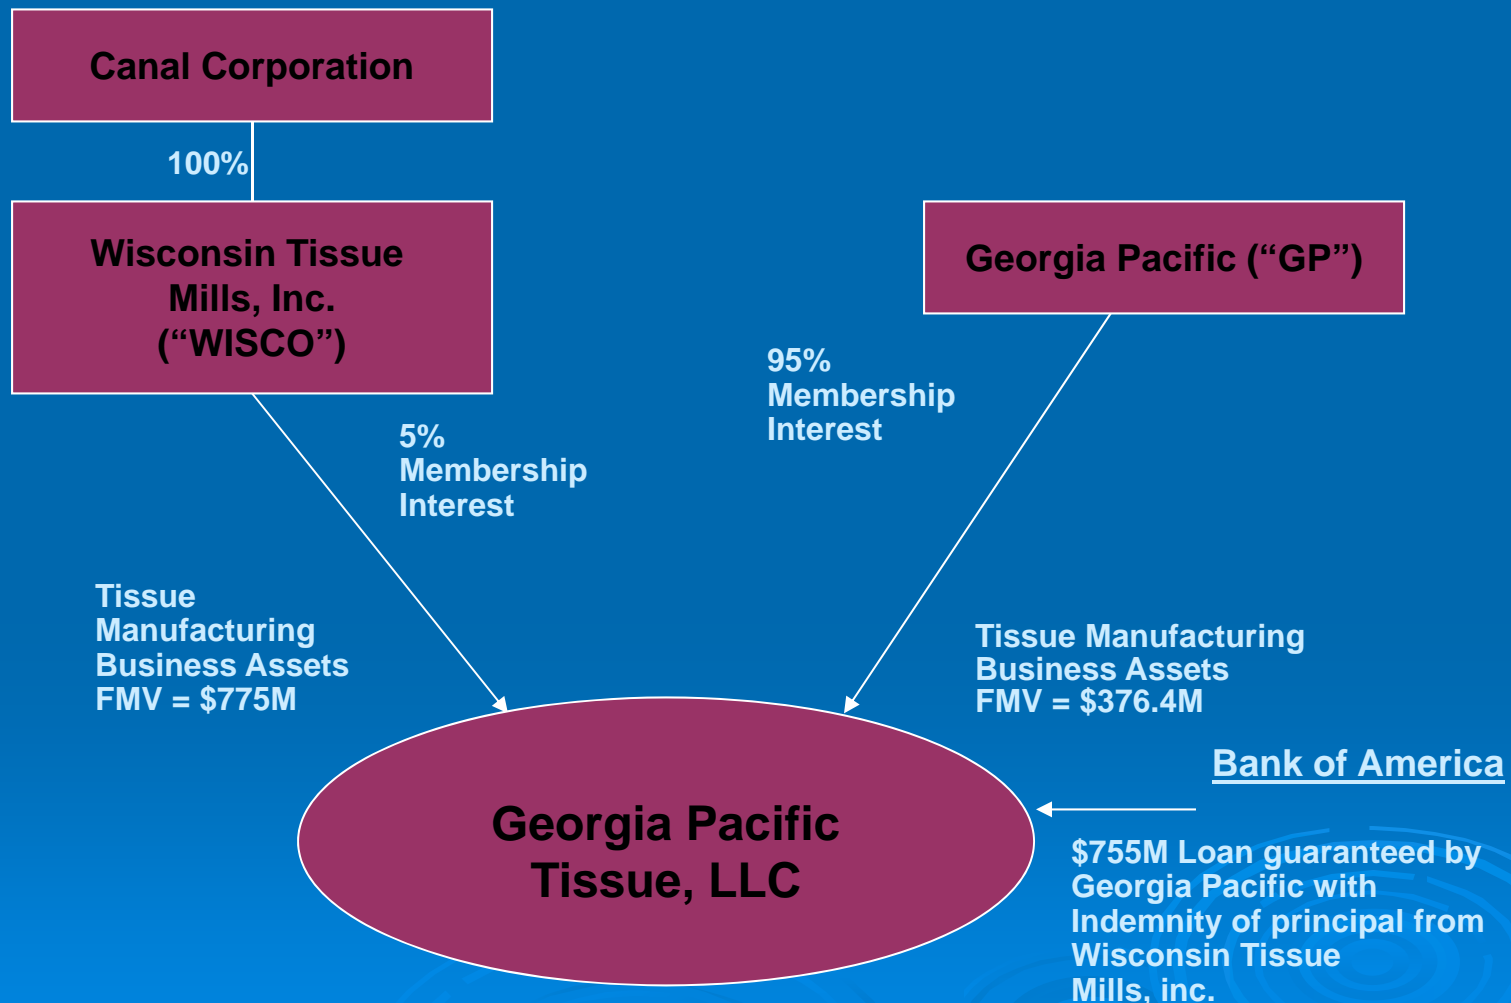 Canal Corporation
100%
Wisconsin Tissue
Mills, Inc.
(“WISCO”)
Georgia Pacific (“GP”)
95%
Membership
Interest
5%
Membership
Interest
Tissue
Manufacturing
Business Assets
FMV = $775M
Tissue Manufacturing
Business Assets
FMV = $376.4M
Bank of America
Georgia Pacific
Tissue, LLC
$755M Loan guaranteed by
Georgia Pacific with
Indemnity of principal from
Wisconsin Tissue
Mills, inc.